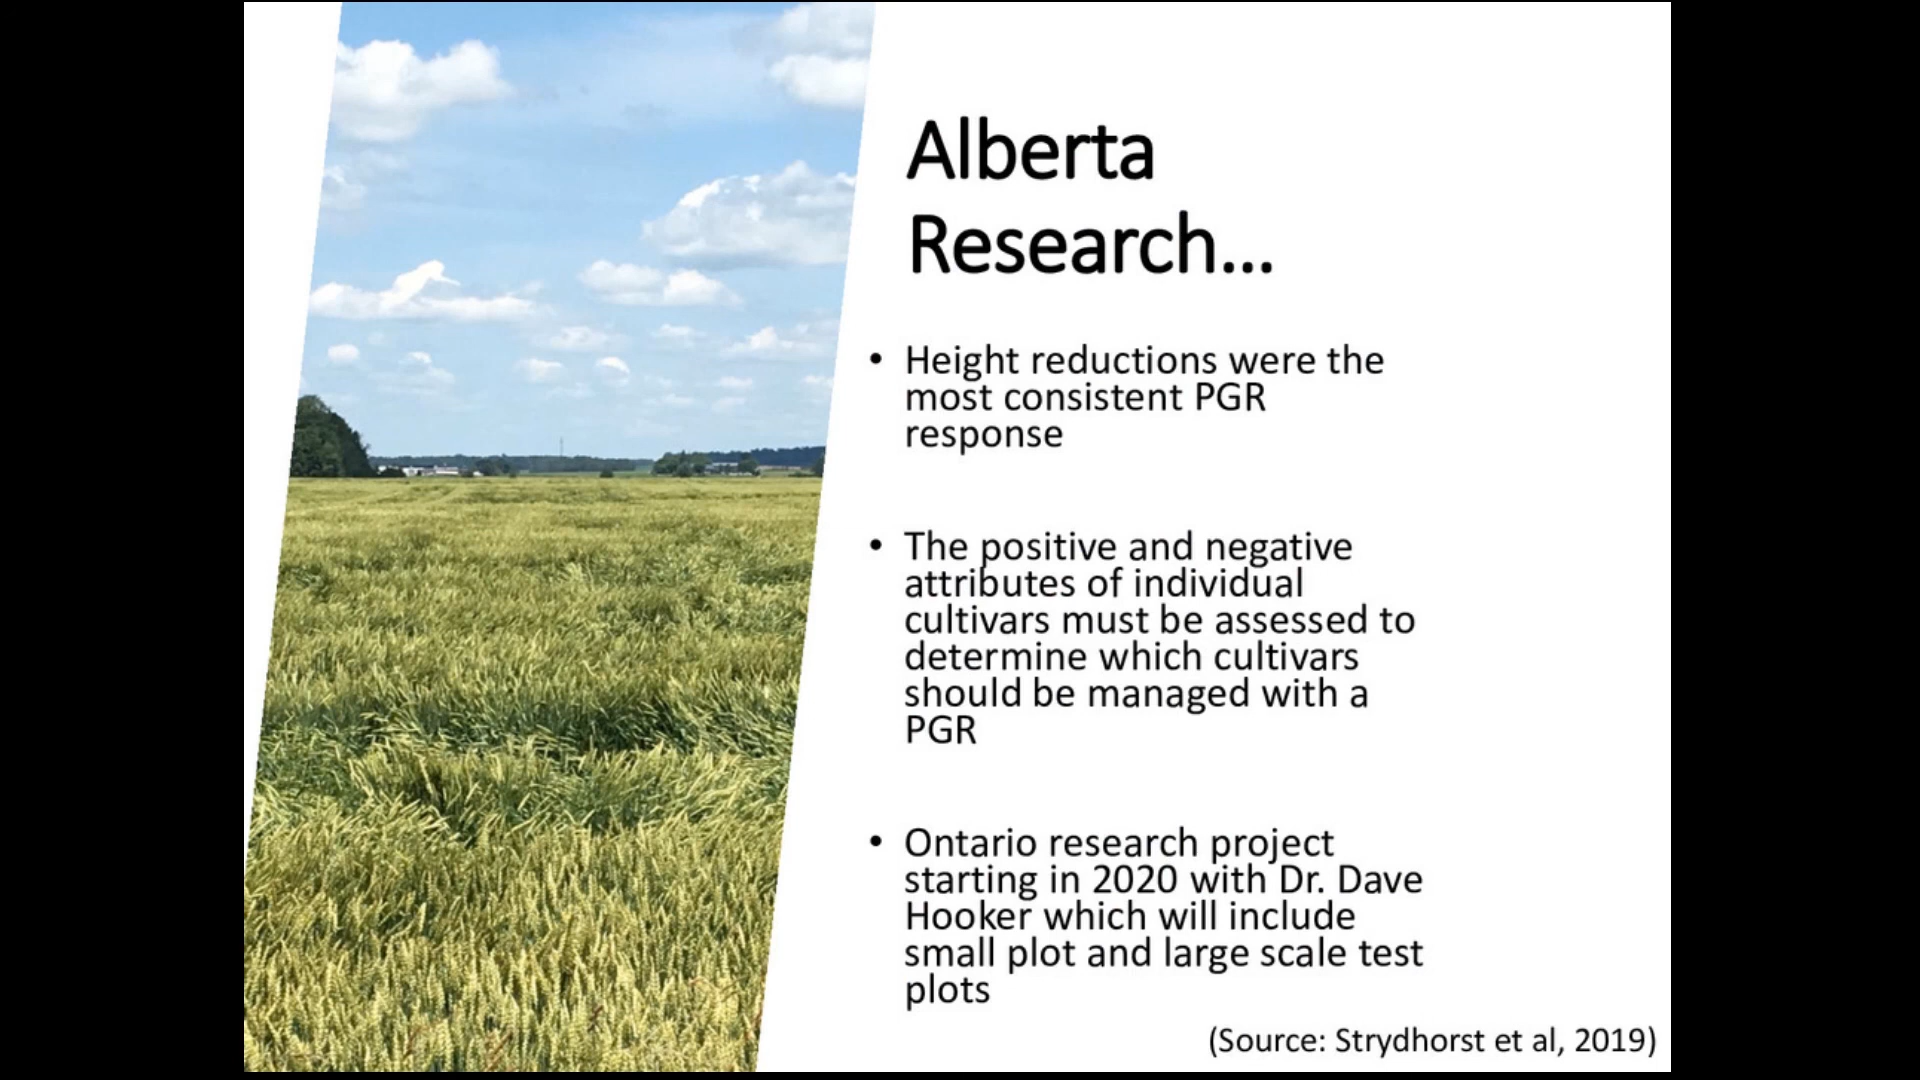 Alberta
Research...
• Height reductions were the
most consistent PGR
response
• The positive and negative
attributes of individual
cultivars must be assessed to
determine which cultivars
should be managed with a
PGR
• Ontario research project
starting in 2020 with Dr. Dave
Hooker which will include
small plot and large scale test
plots
(Source: Strydhorst et al, 2019)